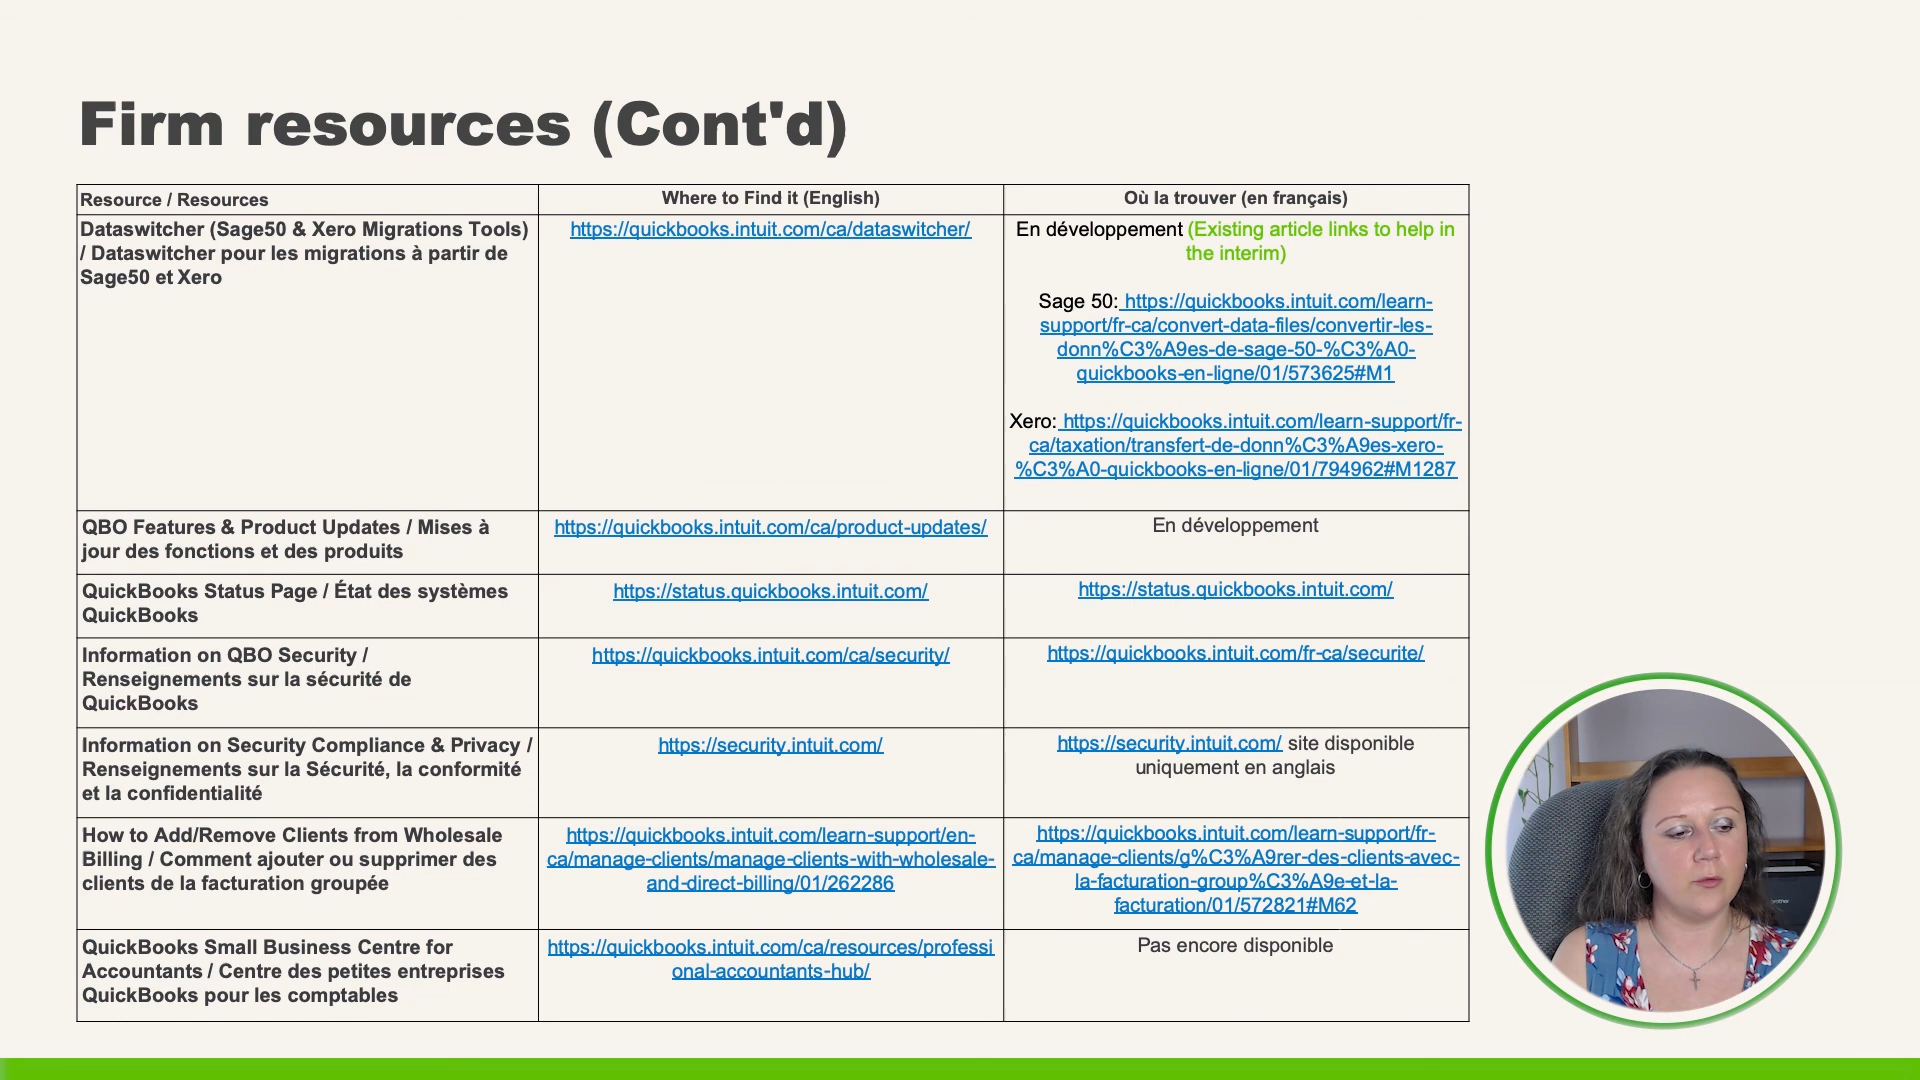 Firm resources (Cont'd)
Resource / Resources
Where to Find it (English)
Où la trouver (en français)
Dataswitcher (Sage50 & Xero Migrations Tools)
/ Dataswitcher pour les migrations à partir de
Sage50 et Xero
https://quickbooks.intuit.com/ca/dataswitcher/
En développement (Existing article links to help in
the interim)
Sage 50: https://quickbooks.intuit.com/learn-
support/fr-ca/convert-data-files/convertir-les-
donn%C3%A9es-de-sage-50-%C3%A0-
quickbooks-en-ligne/01/573625#M1
Xero: https://quickbooks.intuit.com/learn-support/fr-
ca/taxation/transfert-de-donn%C3%A9es-xero-
%C3%A0-quickbooks-en-ligne/01/794962#M1287
QBO Features & Product Updates / Mises à
jour des fonctions et des produits
https://quickbooks.intuit.com/ca/product-updates/
En développement
QuickBooks Status Page / État des systèmes
QuickBooks
https://status.quickbooks.intuit.com/
https://status.quickbooks.intuit.com/
Information on QBO Security /
Renseignements sur la sécurité de
QuickBooks
https://quickbooks.intuit.com/ca/security/
https://quickbooks.intuit.com/fr-ca/securite/
Information on Security Compliance & Privacy /
Renseignements sur la Sécurité, la conformité
et la confidentialité
https://security.intuit.com/
https://security.intuit.com/ site disponible
uniquement en anglais
How to Add/Remove Clients from Wholesale
Billing / Comment ajouter ou supprimer des
clients de la facturation groupée
https://quickbooks.intuit.com/learn-support/en-
ca/manage-clients/manage-clients-with-wholesale-
and-direct-billing/01/262286
https://quickbooks.intuit.com/learn-support/fr-
ca/manage-clients/g%C3%A9rer-des-clients-avec-
la-facturation-group%C3%A9e-et-la-
facturation/01/572821#M62
QuickBooks Small Business Centre for
Accountants / Centre des petites entreprises
QuickBooks pour les comptables
https://quickbooks.intuit.com/ca/resources/professi
onal-accountants-hub/
Pas encore disponible
brother